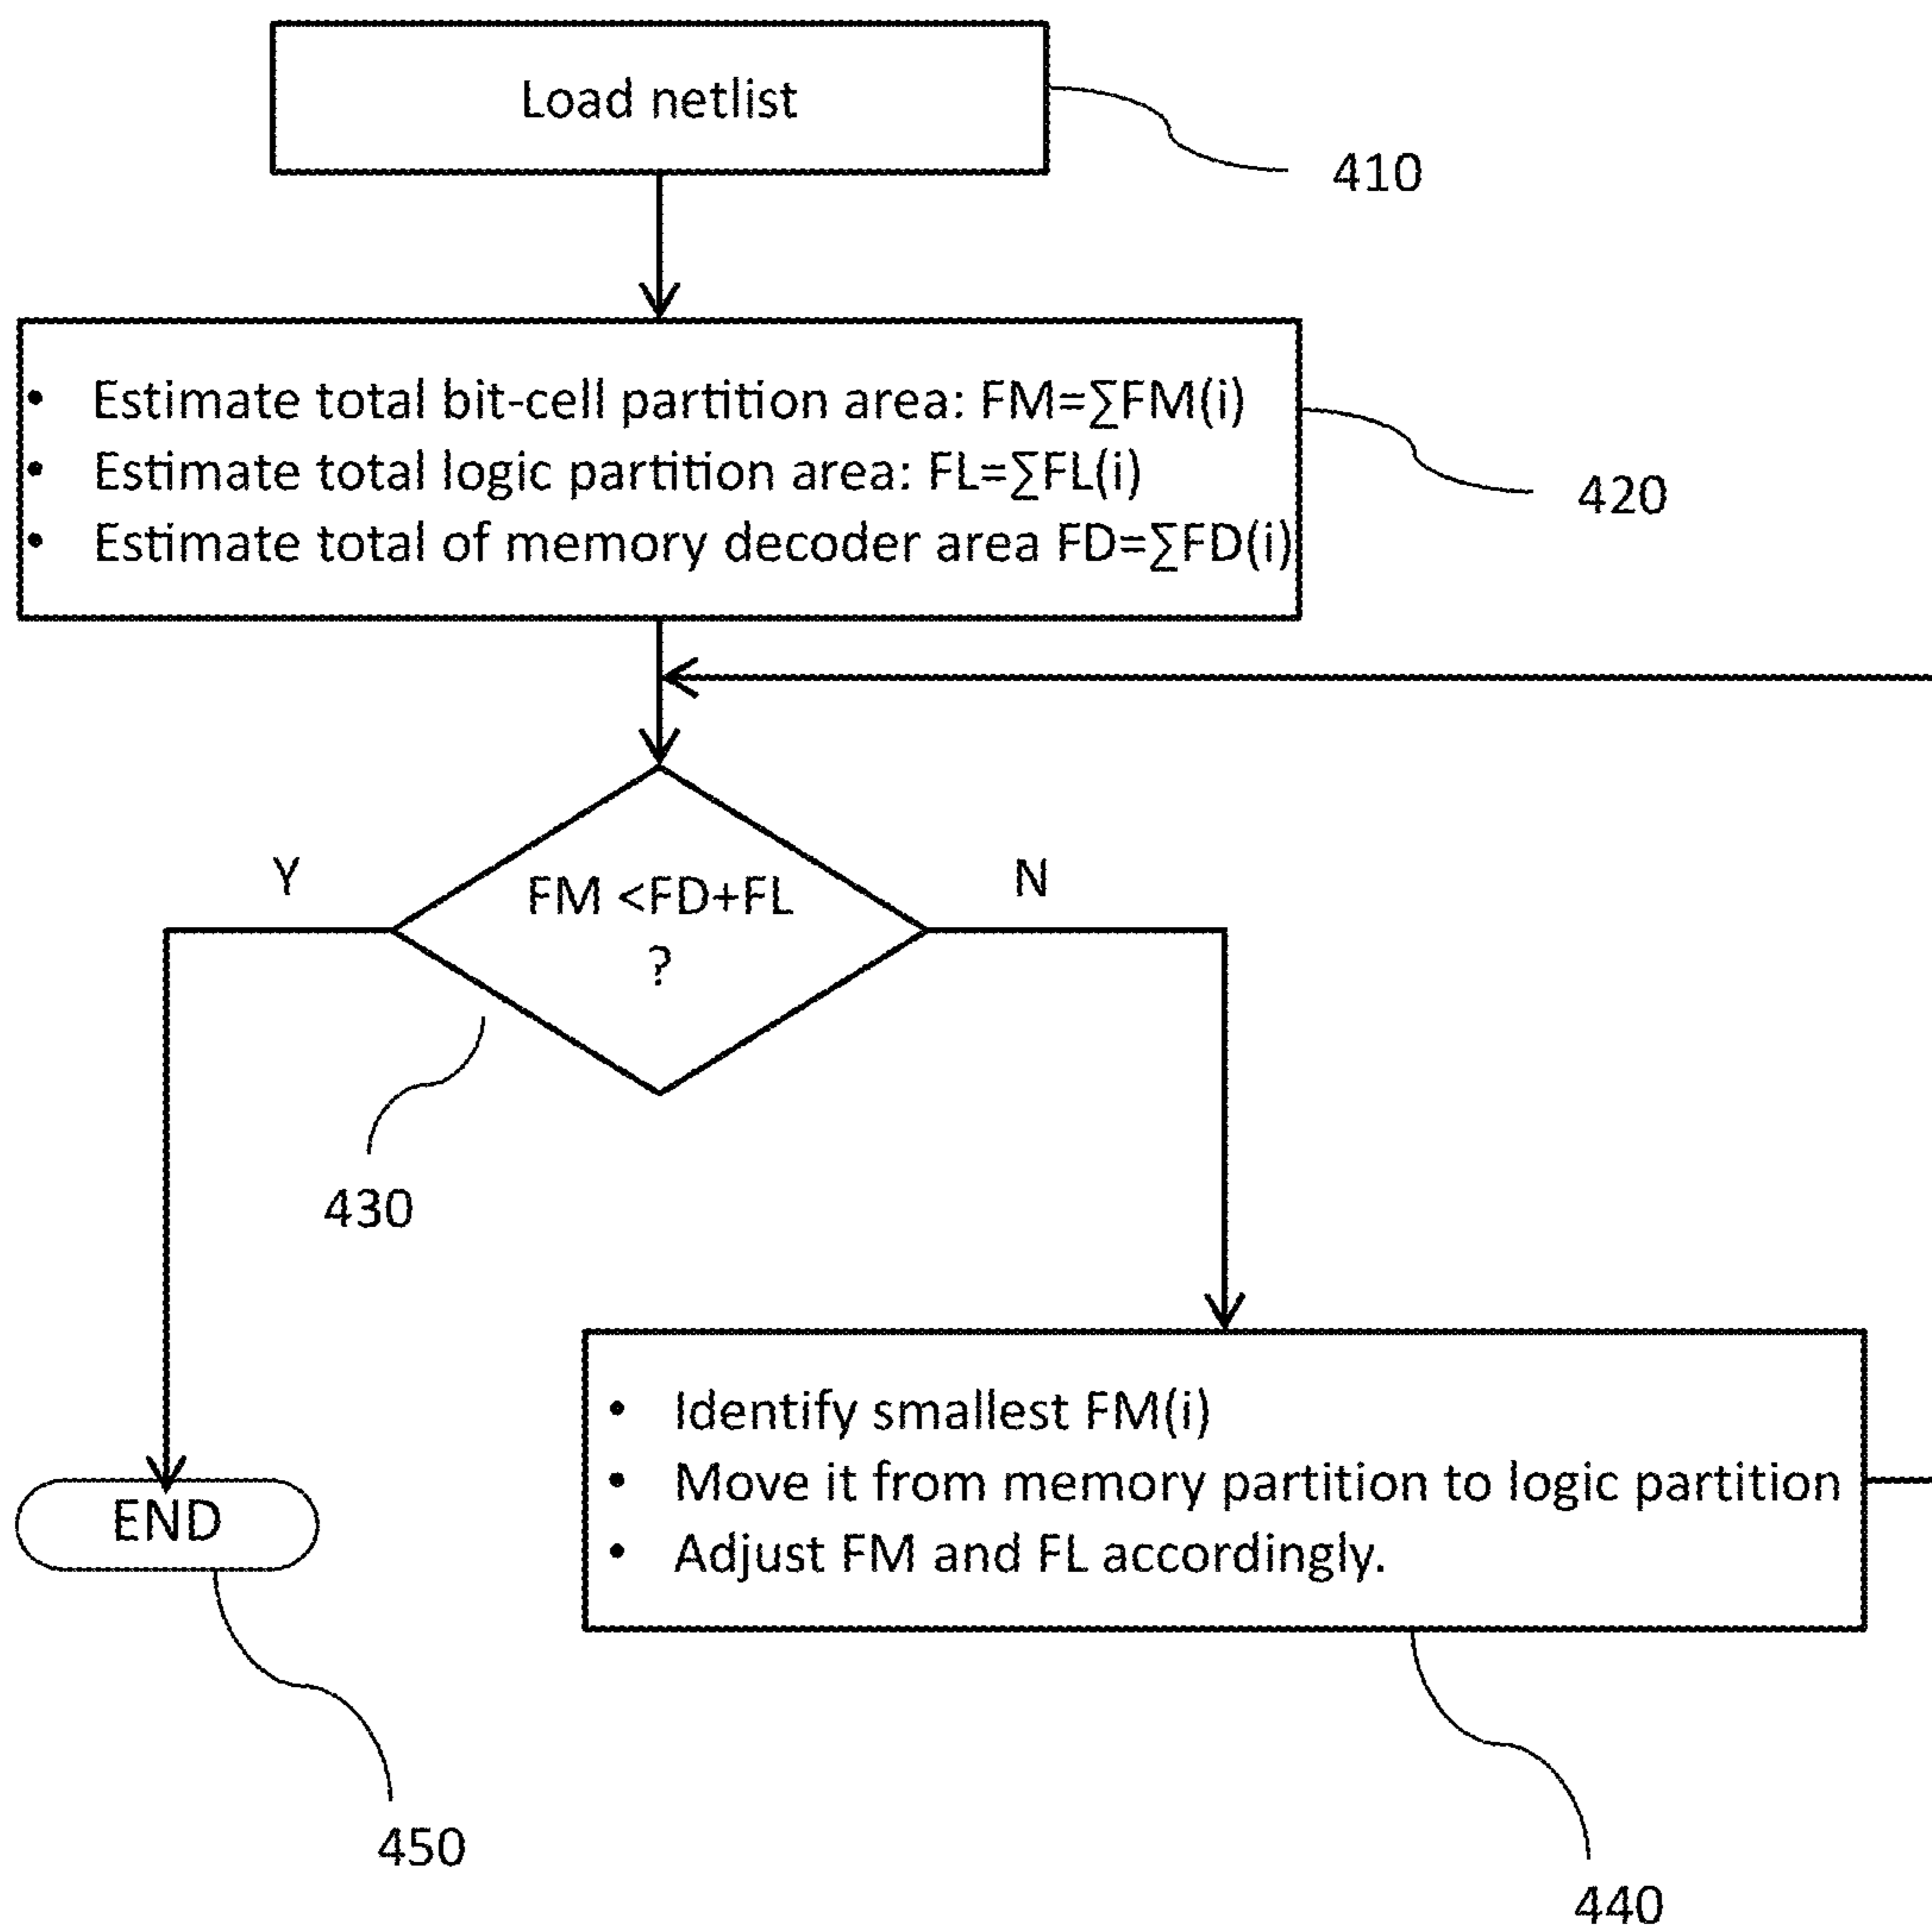 Load netlist
410
• Estimate total bit-cell partition area: FM=∑FM(i)
• Estimate total logic partition area: FL=∑FL(i)
• Estimate total of memory decoder area FD=∑FD(i)
420
Y
FM <FD+FL
?
N
430
• Identify smallest FM(i)
• Move it from memory partition to logic partition
• Adjust FM and FL accordingly.
END
450
440